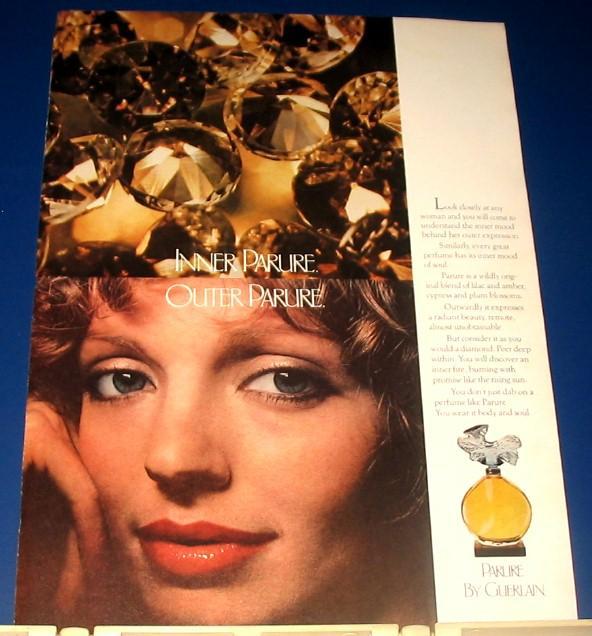 INNER PARURE.
OUTER PARURE.
Look closely at any
woman and you will come to
understand the inner mood
behind her outer expression.
Similarly, every great
perfume has its inner mood
of soul.
Parure is a wildly orig-
inal blend of lilac and amber,
cypress and plum blossoms.
Outwardly it expresses
a radiant beauty, remote,
almost unobtainable.
But consider it as you
would a diamond. Peer deep
within. You will discover an
inner fire, burning with
promise like the rising sun.
You don't just dab on a
perfume like Parure.
You wear it body and soul.
PARURE
BY GUERLAIN.